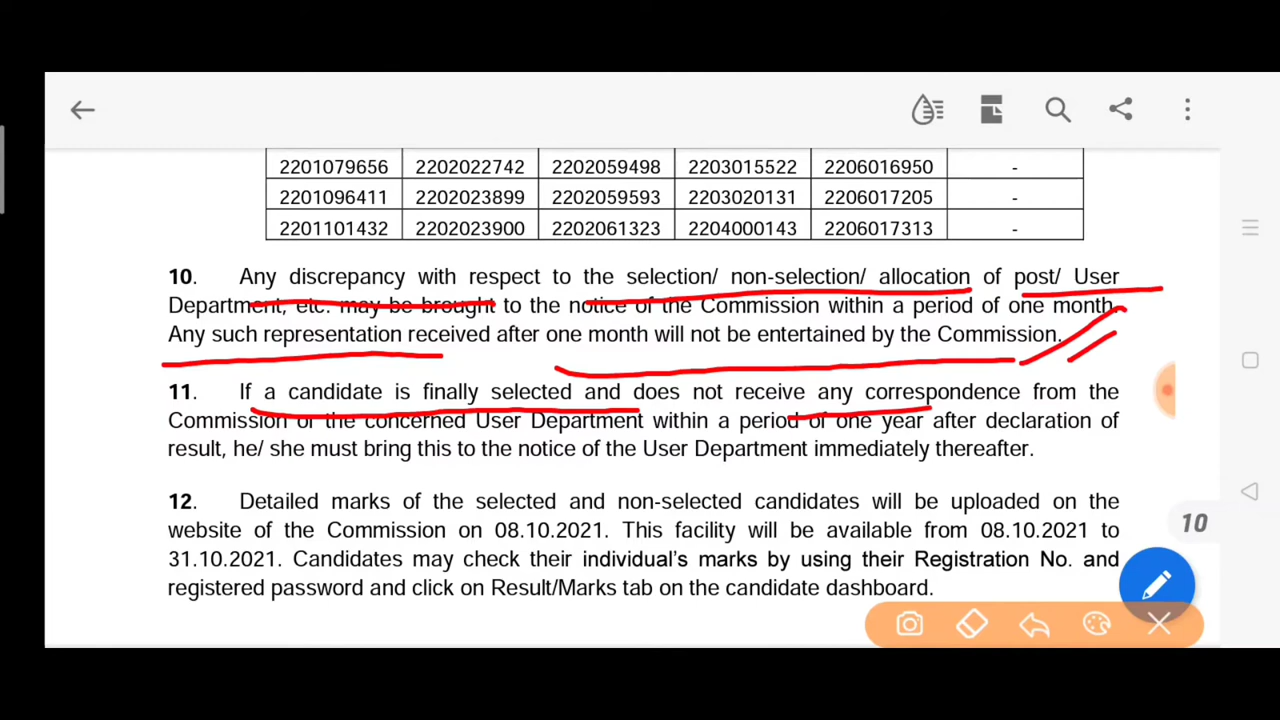 2201079656 2202022742 2202059498 2203015522 2206016950 -
2201096411 2202023899 2202059593 2203020131 2206017205 -
2201101432 2202023900 2202061323 2204000143 2206017313 -
10. Any discrepancy with respect to the selection/ non-selection/ allocation of post/ User
Department, etc. may be brought to the notice of the Commission within a period of one month.
Any such representation received after one month will not be entertained by the Commission.
11. If a candidate is finally selected and does not receive any correspondence from the
Commission or the concerned User Department within a period of one year after declaration of
result, he/ she must bring this to the notice of the User Department immediately thereafter.
12. Detailed marks of the selected and non-selected candidates will be uploaded on the
website of the Commission on 08.10.2021. This facility will be available from 08.10.2021 to
31.10.2021. Candidates may check their individual's marks by using their Registration No. and
registered password and click on Result/Marks tab on the candidate dashboard.
10